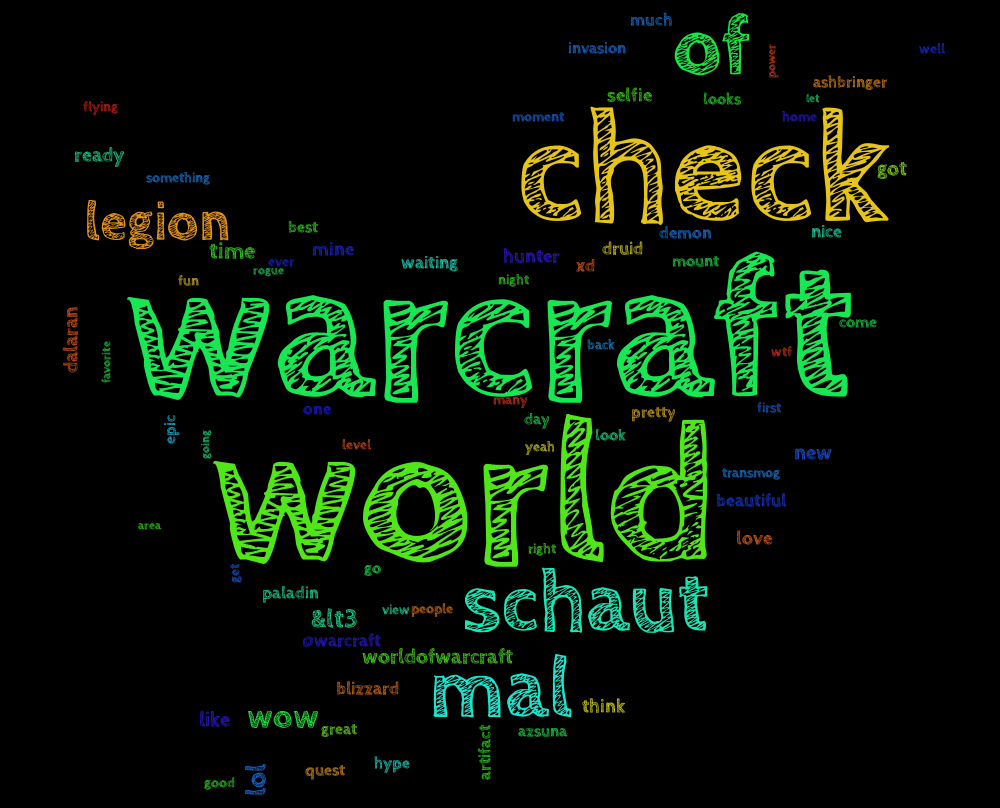 much
of
invasion
power
well
ashbringer
selfie
looks
let
flying
moment
home
check
ready
got
something
legion
best
demon
nice
time
mine
druid
ever
waiting
hunter
xd
mount
rogue
fun
night
warcraft
dalaran
favorite
back
come
wtf
many
one
pretty
first
day
epic
going
level
yeah
look
new
world
transmog
beautiful
area
love
right
get
go
paladin
schaut
&lt3
view
people
@warcraft
worldofwarcraft
blizzard
mal
think
like
wow
great
azsuna
artifact
quest
hype
good
lol